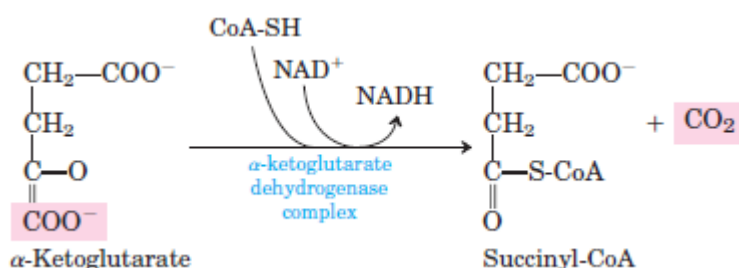 CoA-SH
CH₂—COO⁻
NAD⁺
NADH
CH₂—COO⁻
CH₂
CH₂
+ CO₂
C—O
α-ketoglutarate
dehydrogenase
complex
C—S-CoA
COO⁻
O
α-Ketoglutarate
Succinyl-CoA